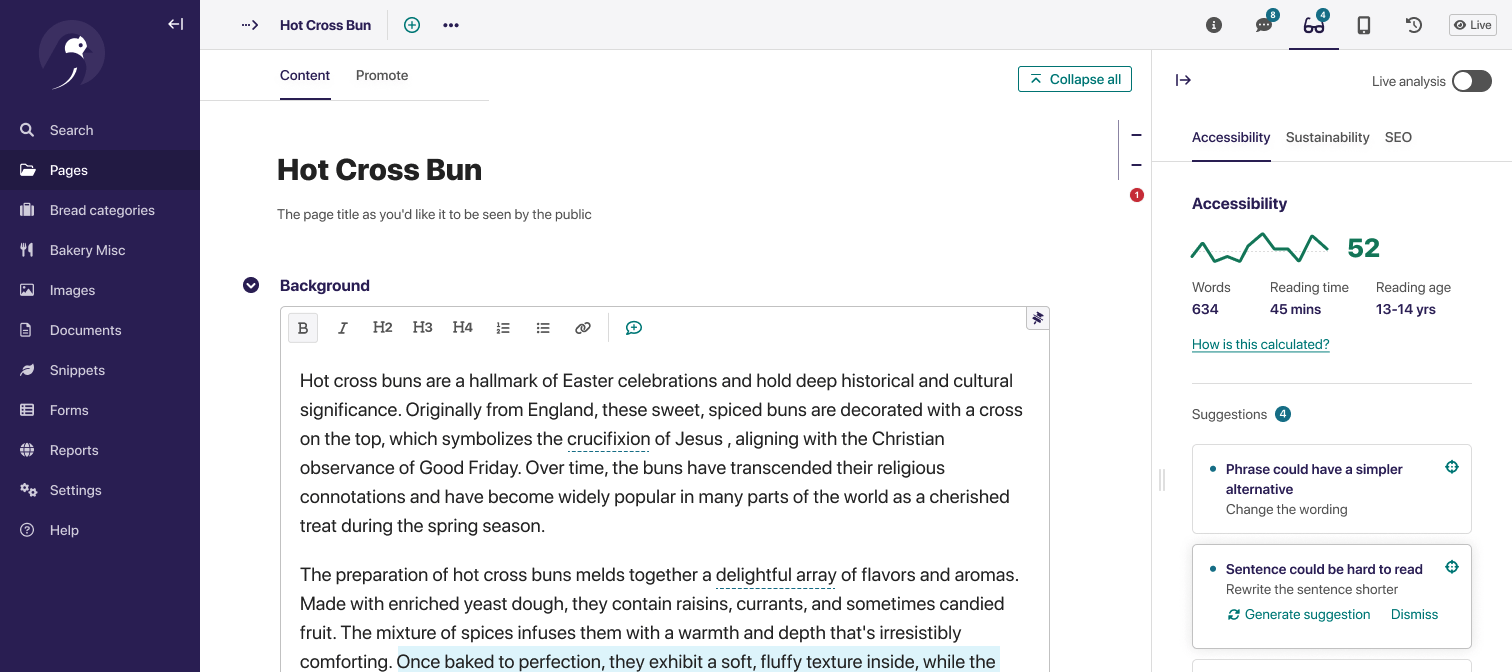 Hot Cross Bun
8
4
Live
Content
Promote
Collapse all
Live analysis
Search
Pages
Bread categories
Bakery Misc
Images
Documents
Snippets
Forms
Reports
Settings
Help
Hot Cross Bun
The page title as you'd like it to be seen by the public
1
Background
B I H2 H3 H4
Hot cross buns are a hallmark of Easter celebrations and hold deep historical and cultural
significance. Originally from England, these sweet, spiced buns are decorated with a cross
on the top, which symbolizes the crucifixion of Jesus , aligning with the Christian
observance of Good Friday. Over time, the buns have transcended their religious
connotations and have become widely popular in many parts of the world as a cherished
treat during the spring season.
The preparation of hot cross buns melds together a delightful array of flavors and aromas.
Made with enriched yeast dough, they contain raisins, currants, and sometimes candied
fruit. The mixture of spices infuses them with a warmth and depth that's irresistibly
comforting. Once baked to perfection, they exhibit a soft, fluffy texture inside, while the
Accessibility
Sustainability
SEO
Accessibility
52
Words Reading time Reading age
634 45 mins 13-14 yrs
How is this calculated?
Suggestions 4
Phrase could have a simpler
alternative
Change the wording
Sentence could be hard to read
Rewrite the sentence shorter
Generate suggestion Dismiss